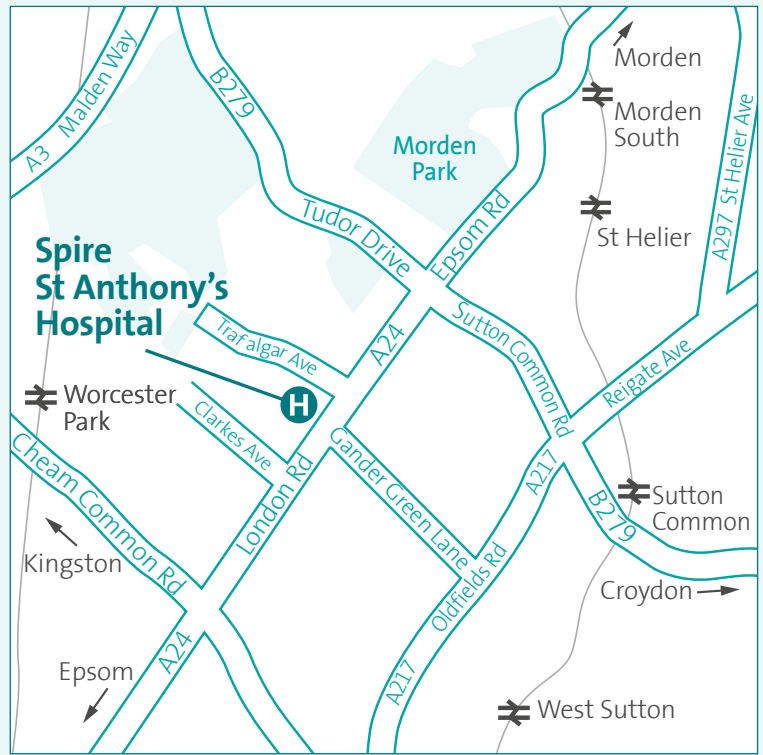 A3 Malden Way
B279
Morden
Morden
South
Morden
Park
A297 St Helier Ave
Tudor Drive
Epsom Rd
St Helier
Spire
St Anthony’s
Hospital
Trafalgar Ave
A24
Sutton Common Rd
Reigate Ave
Worcester
Park
H
Clarkes Ave
Gander Green Lane
London Rd
A217
Cheam Common Rd
Sutton
Common
B279
Kingston
Oldfields Rd
Croydon
A24
Epsom
A217
West Sutton